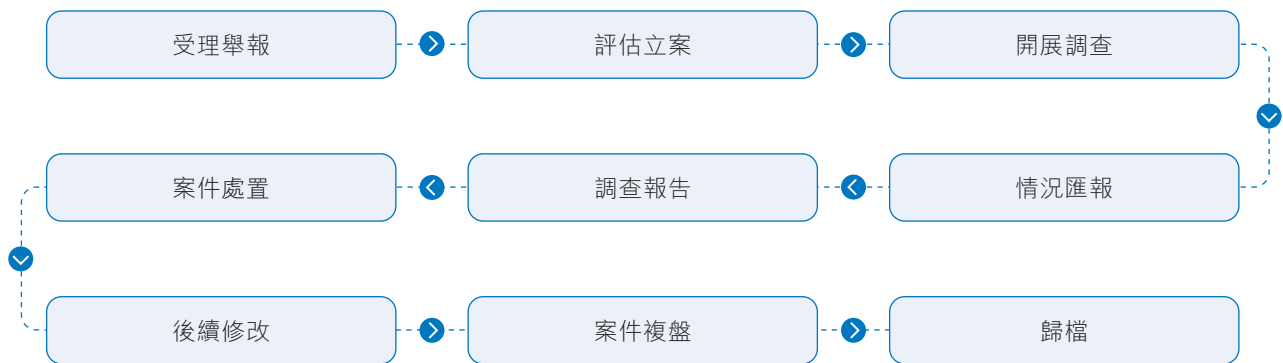 受理舉報
評估立案
開展調查
情況匯報
調查報告
案件處置
後續修改
案件複盤
歸檔